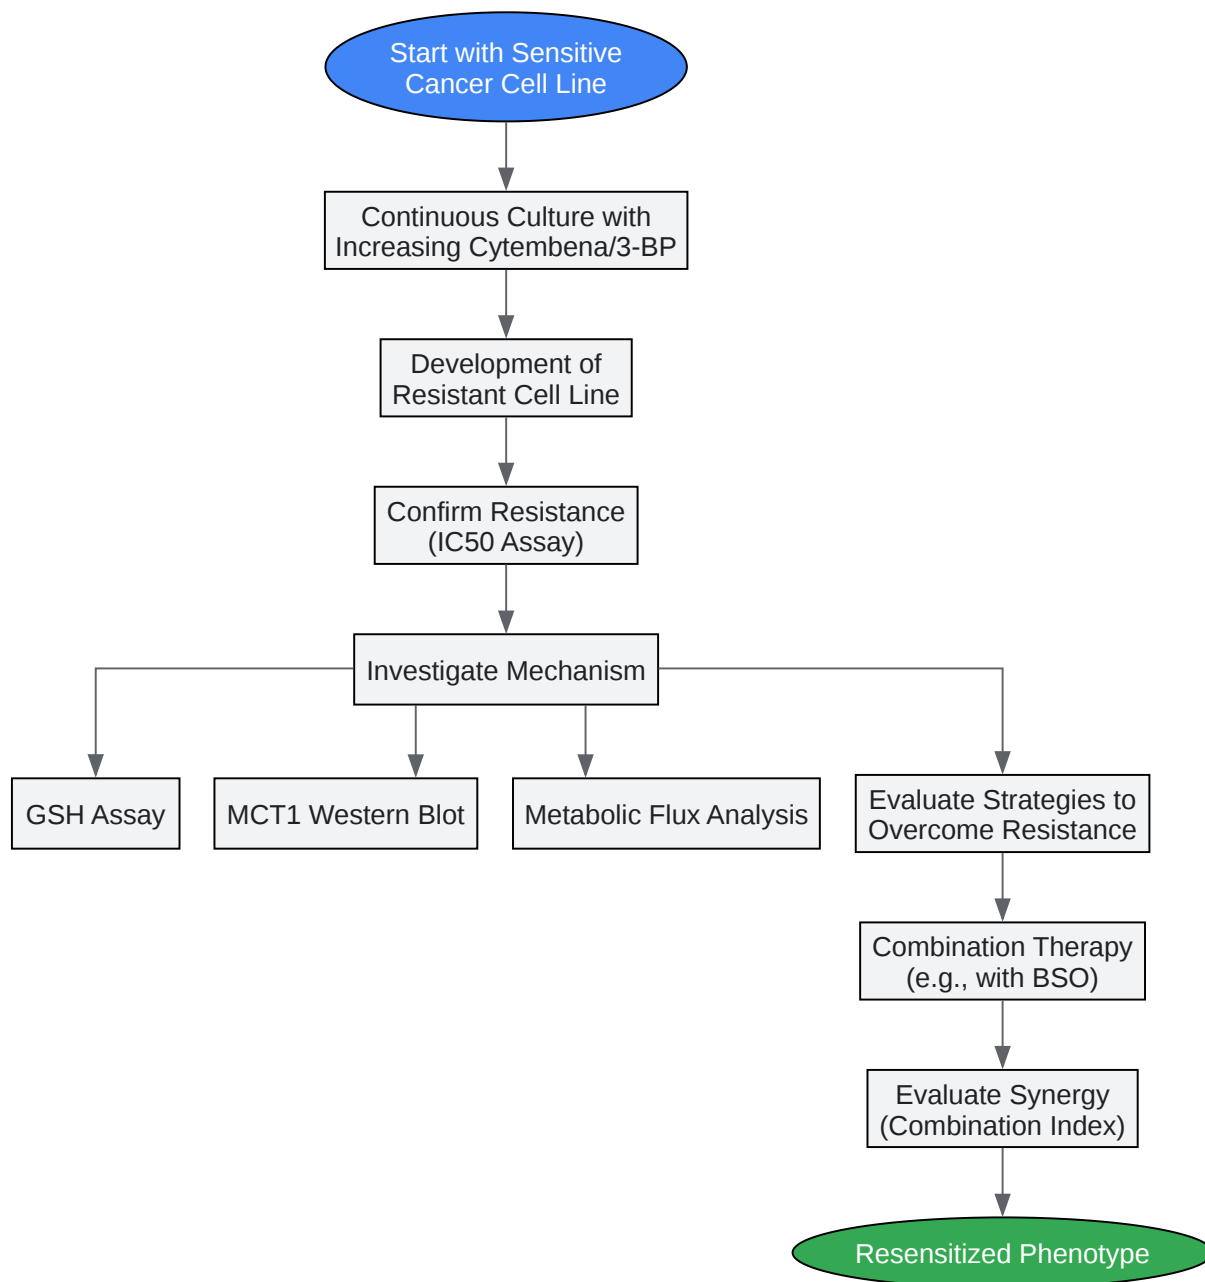 Start with Sensitive
Cancer Cell Line
Continuous Culture with
Increasing Cytembena/3-BP
Development of
Resistant Cell Line
Confirm Resistance
(IC50 Assay)
Investigate Mechanism
GSH Assay
MCT1 Western Blot
Metabolic Flux Analysis
Evaluate Strategies to
Overcome Resistance
Combination Therapy
(e.g., with BSO)
Evaluate Synergy
(Combination Index)
Resensitized Phenotype